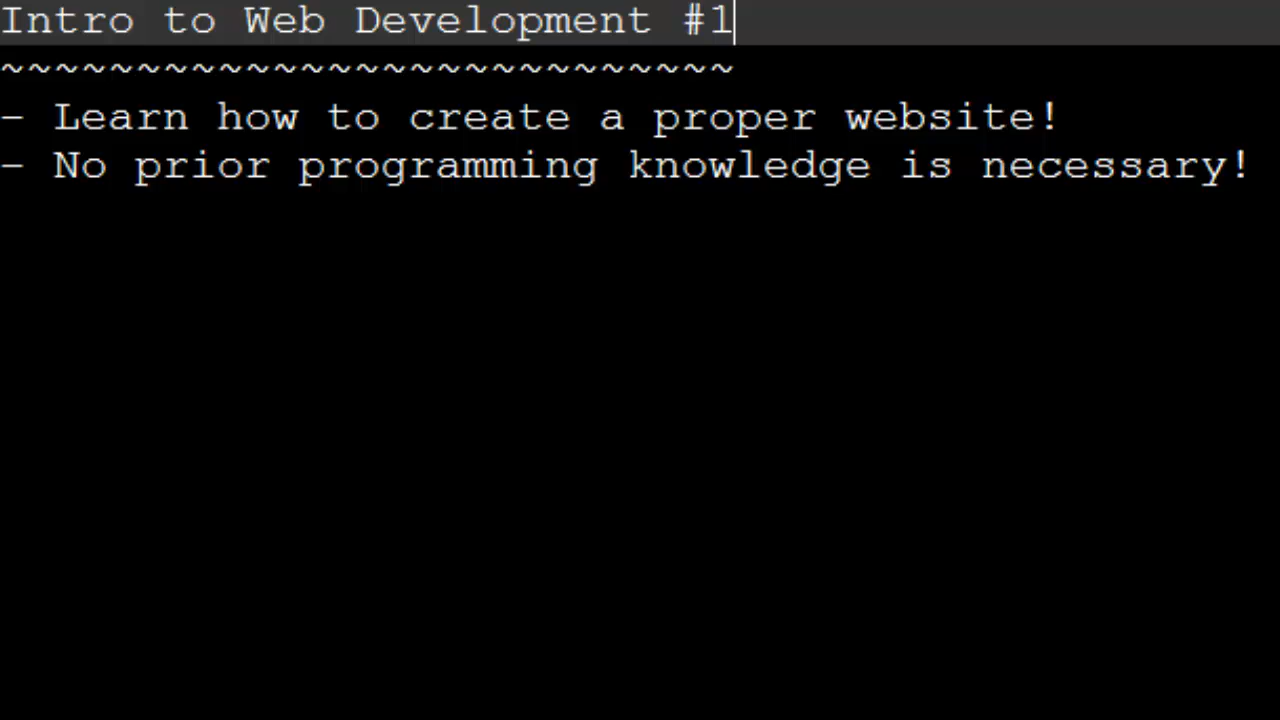 Intro to Web Development #1
~~~~~~~~~~~~~~~~~~~~~~~~~~~
- Learn how to create a proper website!
- No prior programming knowledge is necessary!